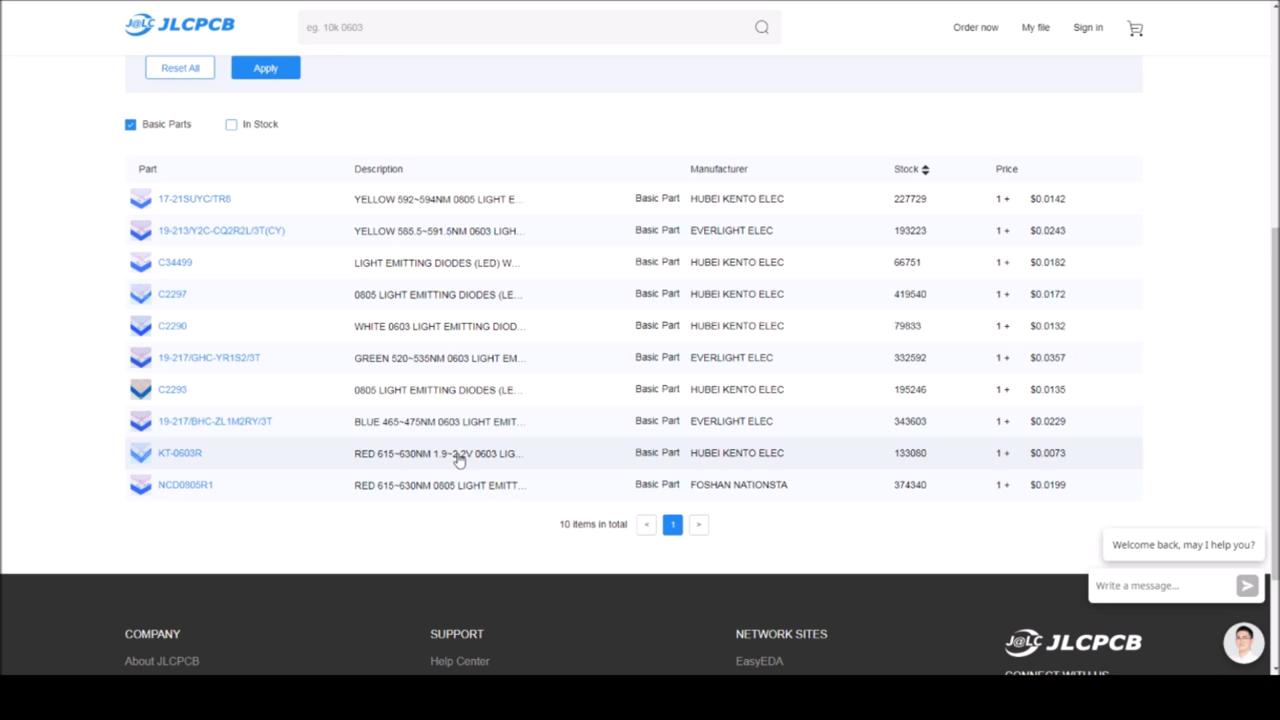 J@LC JLCPCB
eg. 10k 0603
Order now
My file
Sign in
Reset All
Apply
Basic Parts
In Stock
Part Description Manufacturer Stock Price
17-21SUYC/TR8 YELLOW 592~594NM 0805 LIGHT E... Basic Part HUBEI KENTO ELEC 227729 1 + $0.0142
19-213/Y2C-CQ2R2L/3T(CY) YELLOW 585.5~591.5NM 0603 LIGH... Basic Part EVERLIGHT ELEC 193223 1 + $0.0243
C34499 LIGHT EMITTING DIODES (LED) W... Basic Part HUBEI KENTO ELEC 66751 1 + $0.0182
C2297 0805 LIGHT EMITTING DIODES (LE... Basic Part HUBEI KENTO ELEC 419540 1 + $0.0172
C2290 WHITE 0603 LIGHT EMITTING DIOD... Basic Part HUBEI KENTO ELEC 79833 1 + $0.0132
19-217/GHC-YR1S2/3T GREEN 520~535NM 0603 LIGHT EM... Basic Part EVERLIGHT ELEC 332592 1 + $0.0357
C2293 0805 LIGHT EMITTING DIODES (LE... Basic Part HUBEI KENTO ELEC 195246 1 + $0.0135
19-217/BHC-ZL1M2RY/3T BLUE 465~475NM 0603 LIGHT EMIT... Basic Part EVERLIGHT ELEC 343603 1 + $0.0229
KT-0603R RED 615~630NM 1.9~2.2V 0603 LIG... Basic Part HUBEI KENTO ELEC 133080 1 + $0.0073
NCD0805R1 RED 615~630NM 0805 LIGHT EMITT... Basic Part FOSHAN NATIONSTA 374340 1 + $0.0199
10 items in total < 1 >
Welcome back, may I help you?
Write a message...
COMPANY SUPPORT NETWORK SITES J@LC JLCPCB
About JLCPCB Help Center EasyEDA
CONNECT WITH US